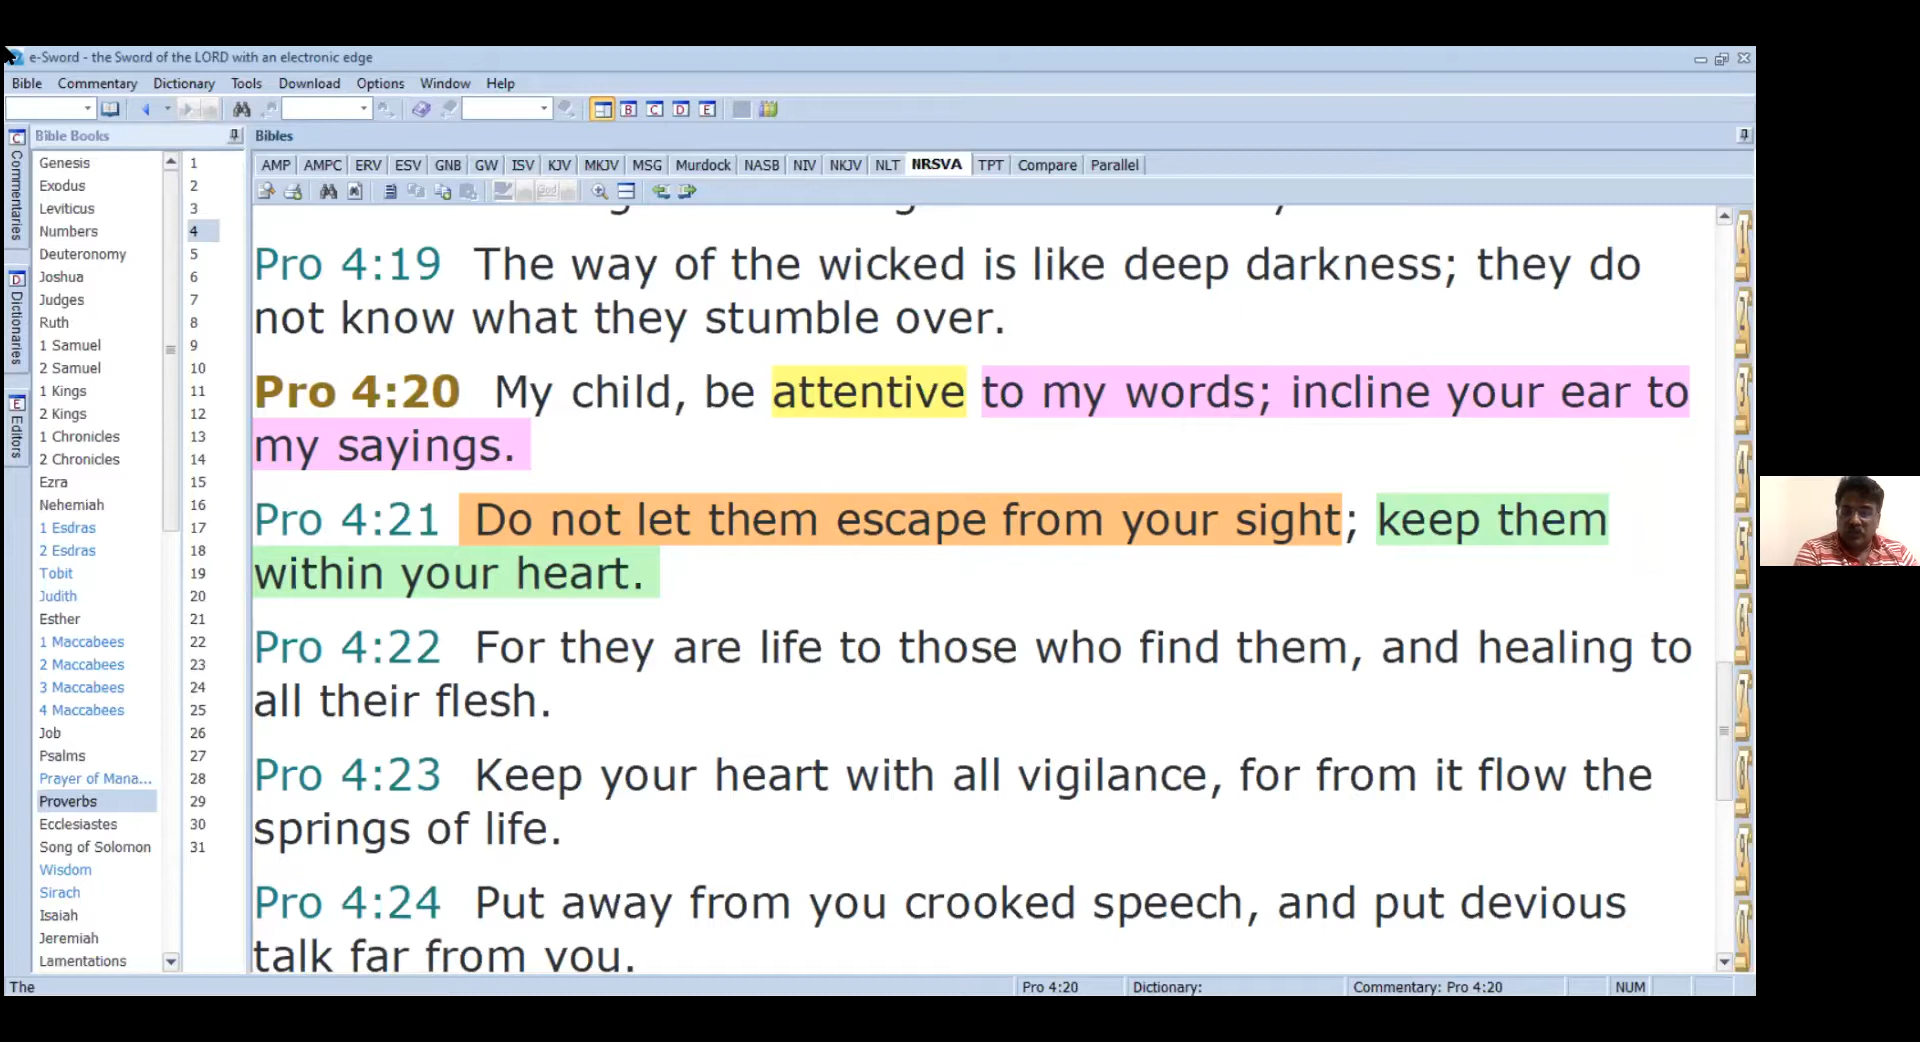 e-Sword - the Sword of the LORD with an electronic edge
Bible Commentary Dictionary Tools Download Options Window Help
B C D E
Bible Books
Bibles
C Commentaries
D Dictionaries
E Editors
AMP AMPC ERV ESV GNB GW ISV KJV MKJV MSG Murdock NASB NIV NKJV NLT NRSVA TPT Compare Parallel
God
Genesis
Exodus
Leviticus
Numbers
Deuteronomy
Joshua
Judges
Ruth
1 Samuel
2 Samuel
1 Kings
2 Kings
1 Chronicles
2 Chronicles
Ezra
Nehemiah
1 Esdras
2 Esdras
Tobit
Judith
Esther
1 Maccabees
2 Maccabees
3 Maccabees
4 Maccabees
Job
Psalms
Prayer of Mana...
Proverbs
Ecclesiastes
Song of Solomon
Wisdom
Sirach
Isaiah
Jeremiah
Lamentations
1
2
3
4
5
6
7
8
9
10
11
12
13
14
15
16
17
18
19
20
21
22
23
24
25
26
27
28
29
30
31
Pro 4:19 The way of the wicked is like deep darkness; they do
not know what they stumble over.
Pro 4:20 My child, be attentive to my words; incline your ear to
my sayings.
Pro 4:21 Do not let them escape from your sight; keep them
within your heart.
Pro 4:22 For they are life to those who find them, and healing to
all their flesh.
Pro 4:23 Keep your heart with all vigilance, for from it flow the
springs of life.
Pro 4:24 Put away from you crooked speech, and put devious
talk far from you.
1
2
3
4
5
6
7
8
9
0
The
Pro 4:20
Dictionary:
Commentary: Pro 4:20
NUM